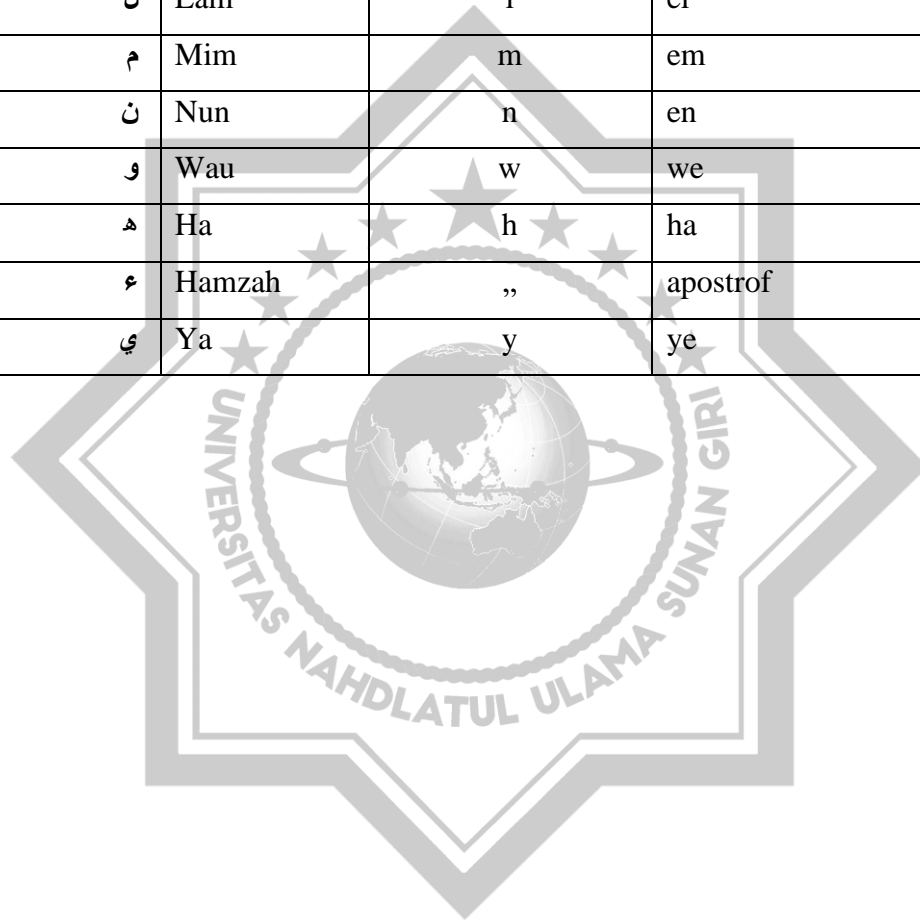 ل Lam l el
م Mim m em
ن Nun n en
و Wau w we
ه Ha h ha
ء Hamzah „ apostrof
ي Ya y ye
UNIVERSITAS NAHDLATUL ULAMA SUNAN GIRI